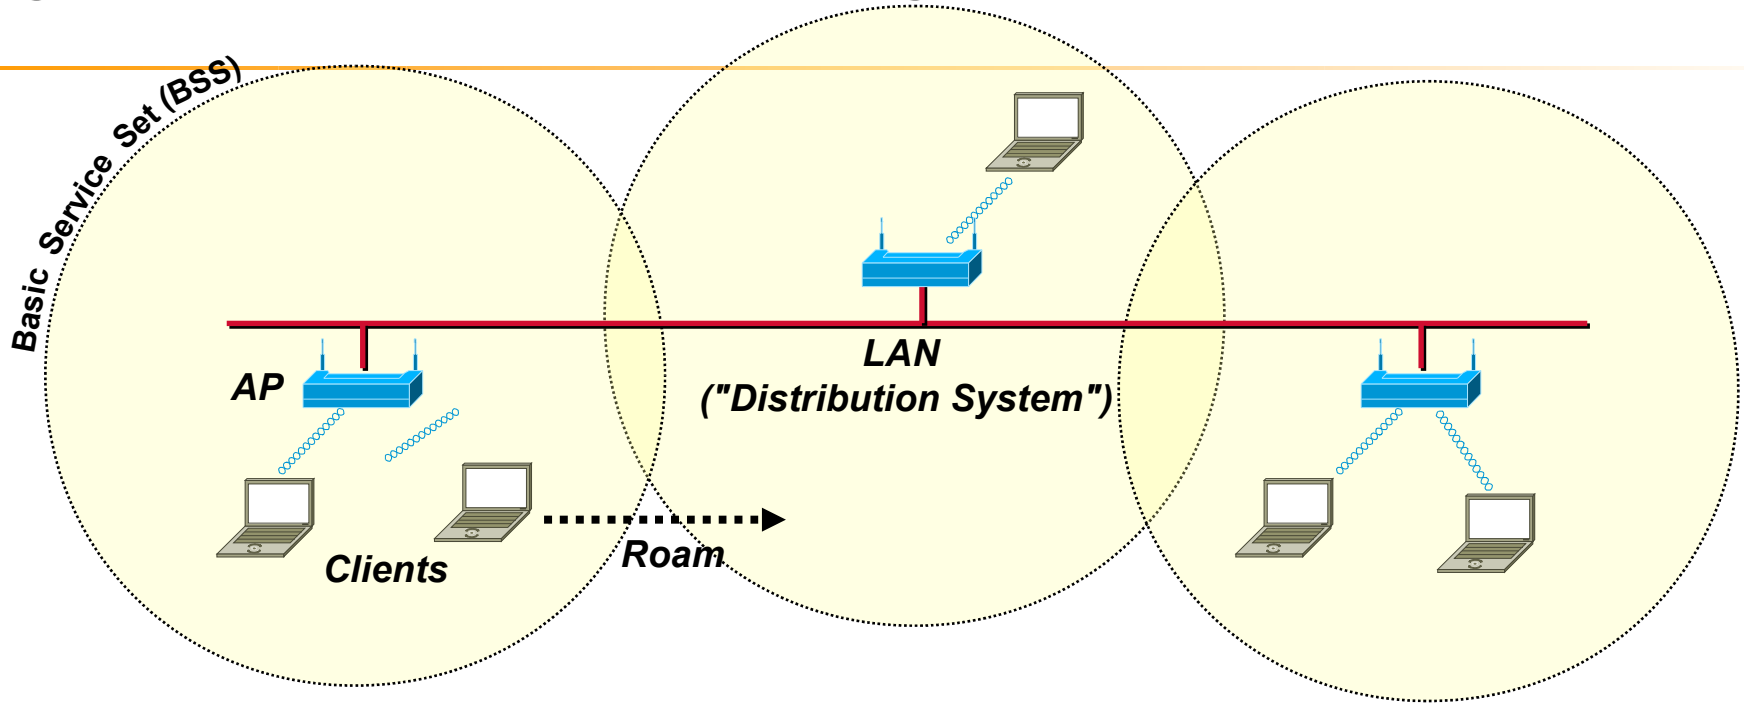 Basic Service Set (BSS)
AP
LAN
("Distribution System")
Clients
Roam